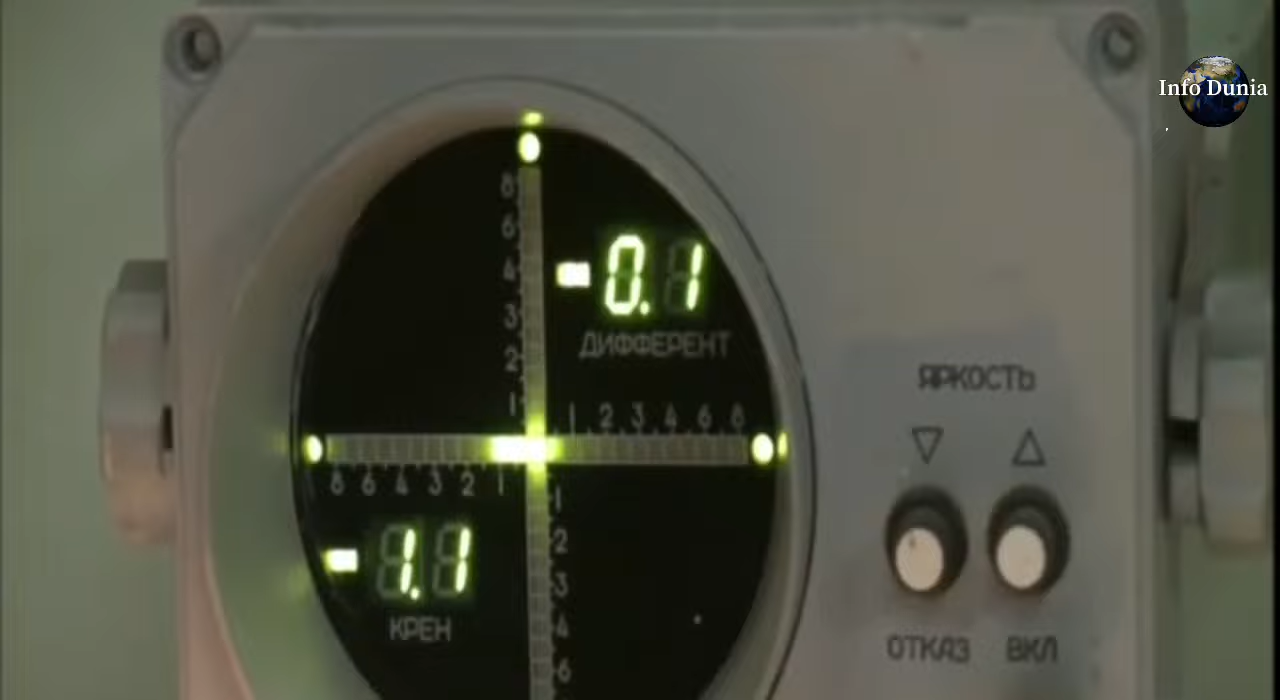 Info Dunia
8
6
4
3
2
1
-0.1
ДИФФЕРЕНТ
1 2 3 4 6 8
8 6 4 3 2 1
1
2
3
4
6
-1.1
КРЕН
ЯРКОСТЬ
ОТКАЗ ВКЛ